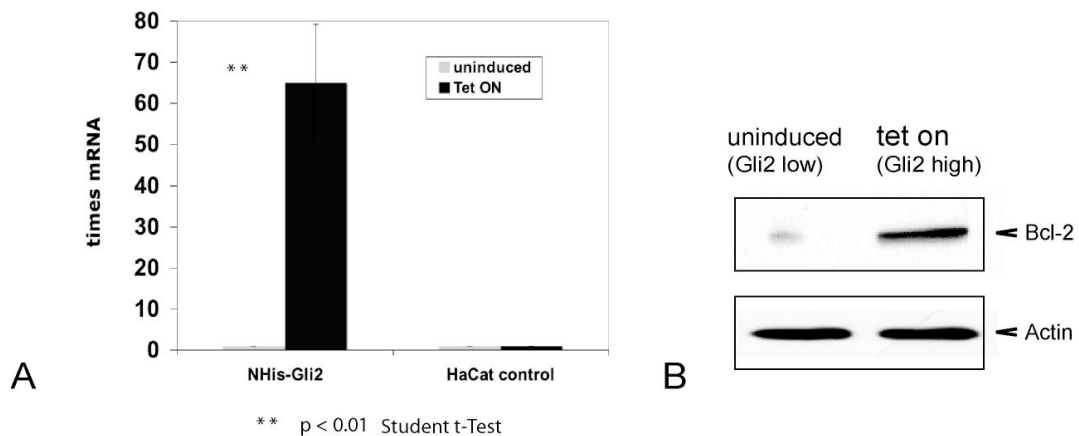 80
70
60
50
40
30
20
10
0
times mRNA
**
uninduced
Tet ON
NHis-Gli2
HaCat control
A
** p < 0.01 Student t-Test
uninduced
(Gli2 low)
tet on
(Gli2 high)
Bcl-2
Actin
B